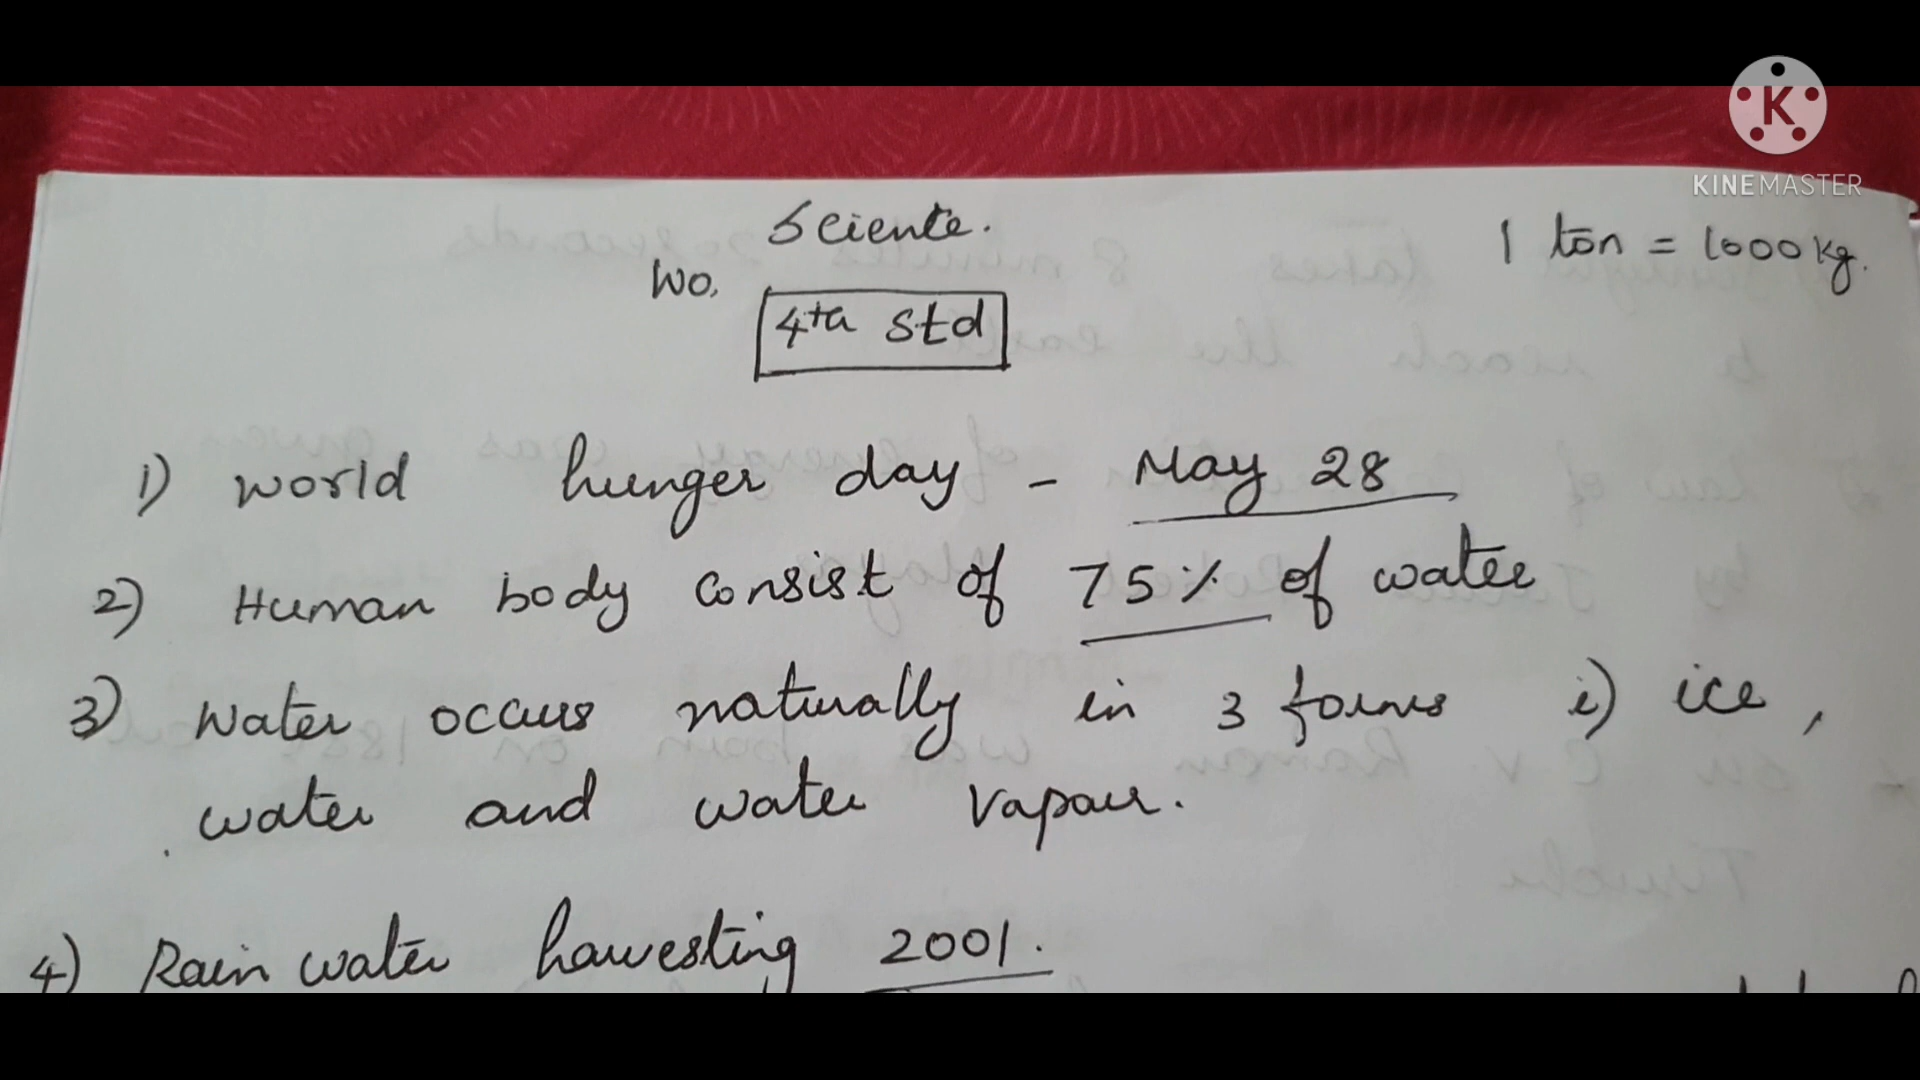 K
KINEMASTER
Science.
1 ton = 1000 kg.
WO.
4th Std
1) World hunger day - May 28
2) Human body consist of 75% of water
3) Water occurs naturally in 3 forms i) ice,
water and water vapour.
4) Rain water harvesting 2001.